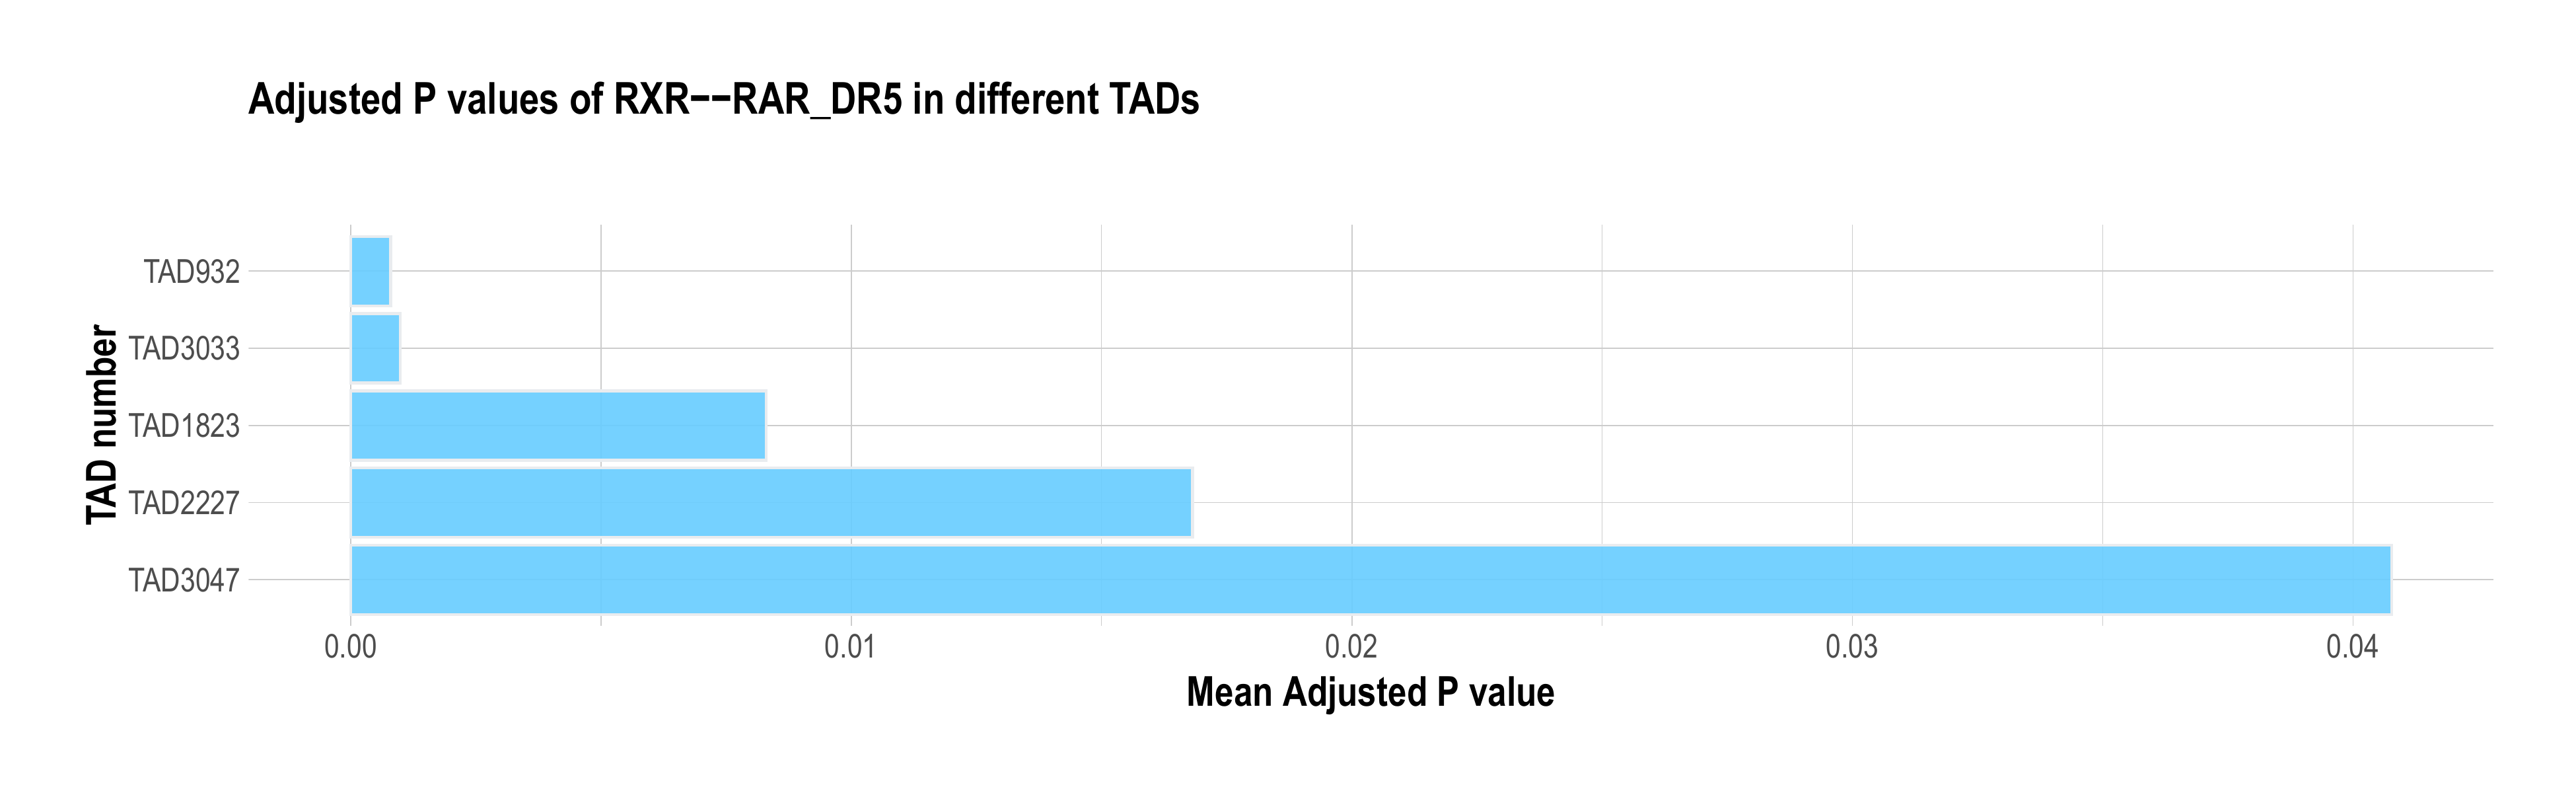 Adjusted P values of RXR−−RAR_DR5 in different TADs
TAD number
TAD932
TAD3033
TAD1823
TAD2227
TAD3047
0.00 0.01 0.02 0.03 0.04
Mean Adjusted P value